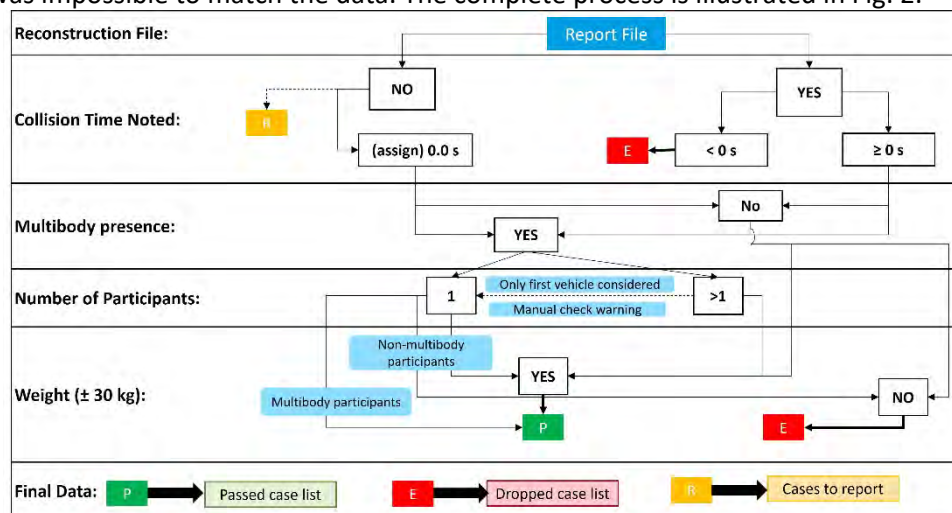 was impossible to match the data. The complete process is illustrated in Fig. 2.
Reconstruction File:
Report File
NO
YES
Collision Time Noted:
R
(assign) 0.0 s
E
< 0 s
≥ 0 s
Multibody presence:
No
YES
Number of Participants:
1
Only first vehicle considered
Manual check warning
>1
Non-multibody
participants
Weight (± 30 kg):
YES
NO
Multibody participants
P
E
Final Data:
P
Passed case list
E
Dropped case list
R
Cases to report